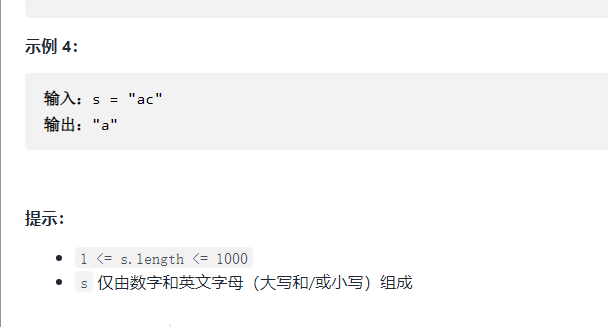 示例 4：
输入：s = "ac"
输出："a"
提示：
1 <= s.length <= 1000
s 仅由数字和英文字母（大写和/或小写）组成